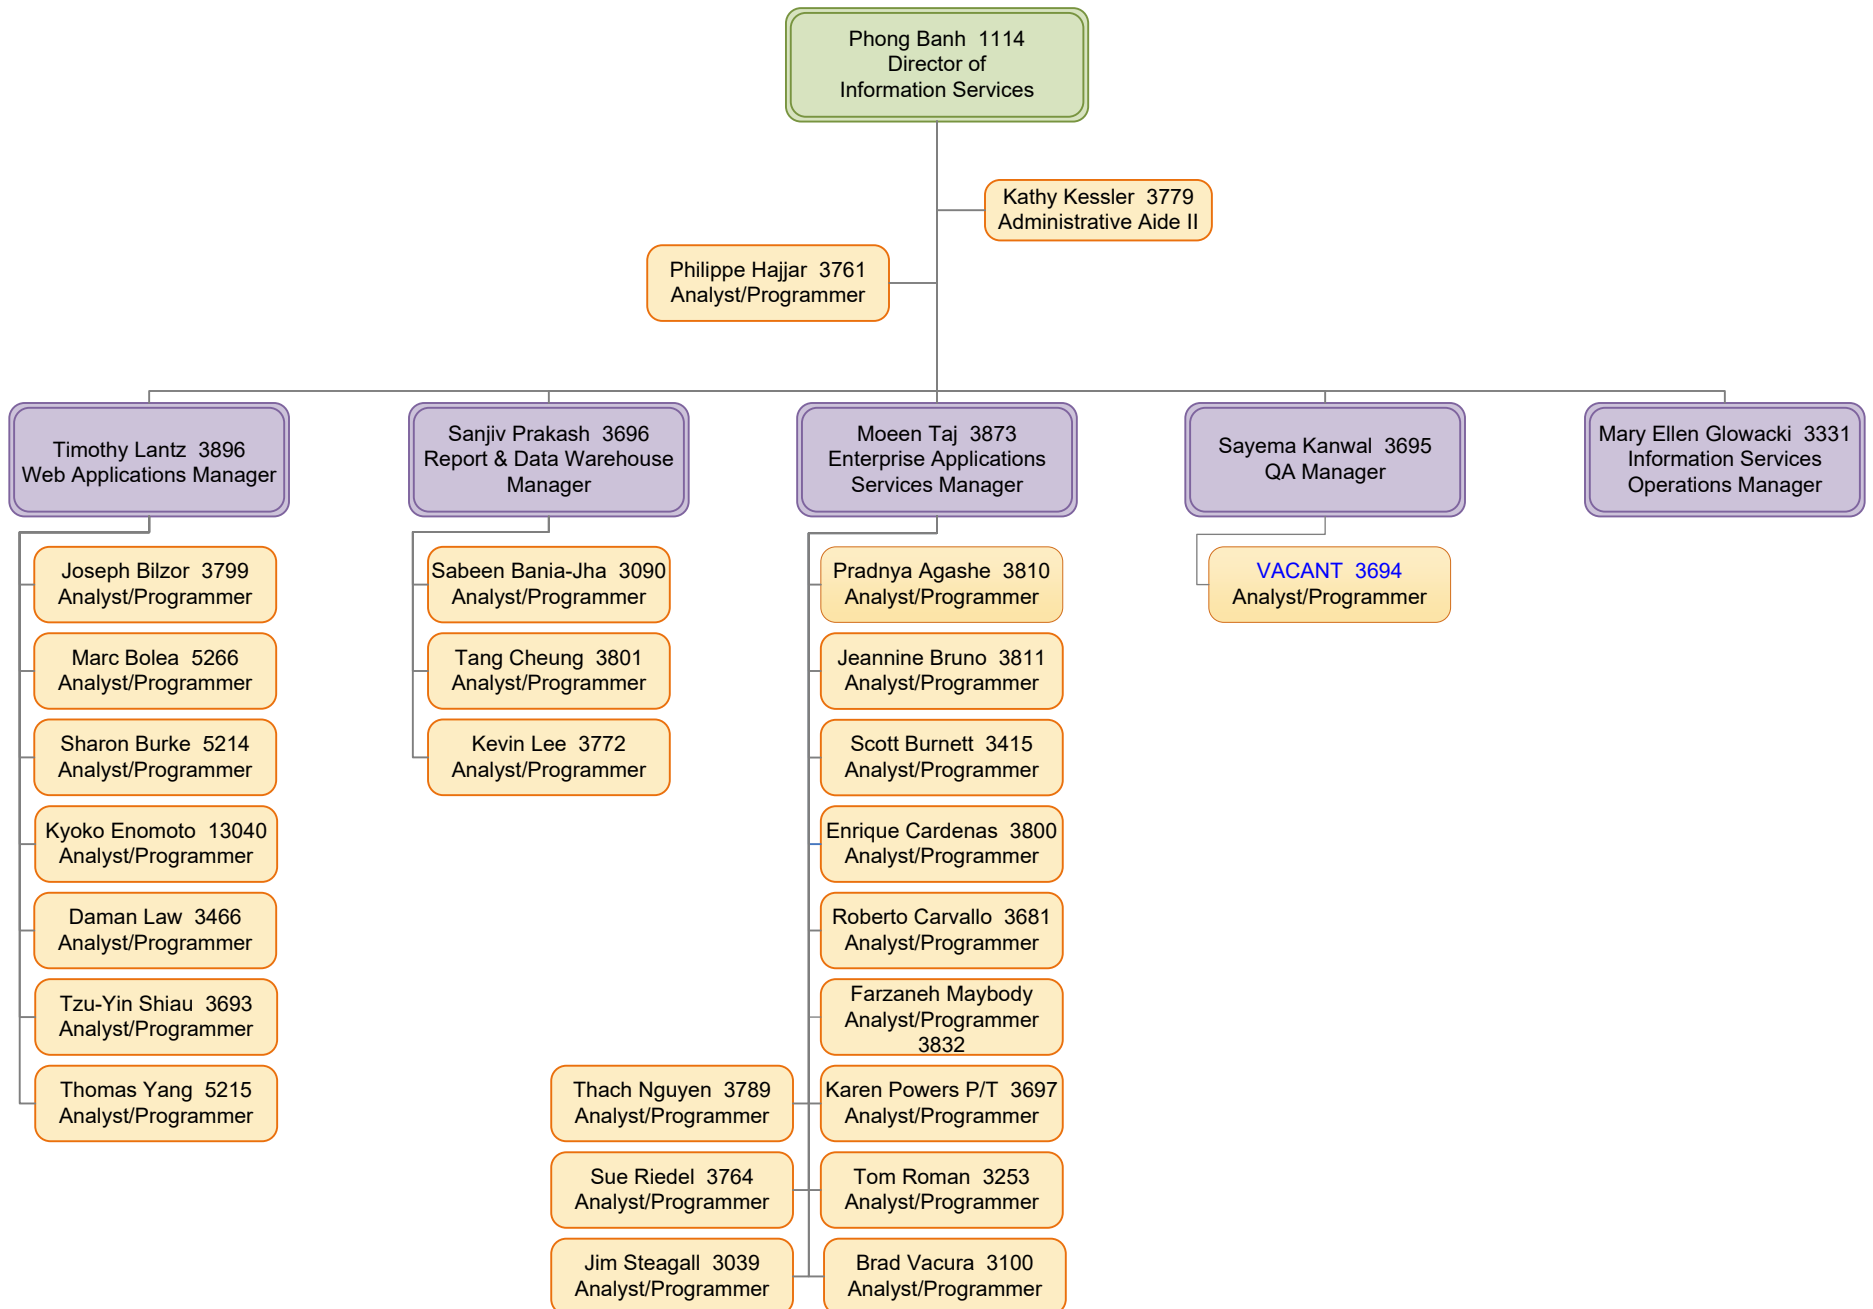 Phong Banh 1114
Director of
Information Services
Kathy Kessler 3779
Administrative Aide II
Philippe Hajjar 3761
Analyst/Programmer
Timothy Lantz 3896
Web Applications Manager
Sanjiv Prakash 3696
Report & Data Warehouse
Manager
Moeen Taj 3873
Enterprise Applications
Services Manager
Sayema Kanwal 3695
QA Manager
Mary Ellen Glowacki 3331
Information Services
Operations Manager
Joseph Bilzor 3799
Analyst/Programmer
Marc Bolea 5266
Analyst/Programmer
Sharon Burke 5214
Analyst/Programmer
Kyoko Enomoto 13040
Analyst/Programmer
Daman Law 3466
Analyst/Programmer
Tzu-Yin Shiau 3693
Analyst/Programmer
Thomas Yang 5215
Analyst/Programmer
Sabeen Bania-Jha 3090
Analyst/Programmer
Tang Cheung 3801
Analyst/Programmer
Kevin Lee 3772
Analyst/Programmer
Pradnya Agashe 3810
Analyst/Programmer
Jeannine Bruno 3811
Analyst/Programmer
Scott Burnett 3415
Analyst/Programmer
Enrique Cardenas 3800
Analyst/Programmer
Roberto Carvallo 3681
Analyst/Programmer
Farzaneh Maybody
Analyst/Programmer
3832
Thach Nguyen 3789
Analyst/Programmer
Karen Powers P/T 3697
Analyst/Programmer
Sue Riedel 3764
Analyst/Programmer
Tom Roman 3253
Analyst/Programmer
Jim Steagall 3039
Analyst/Programmer
Brad Vacura 3100
Analyst/Programmer
VACANT 3694
Analyst/Programmer